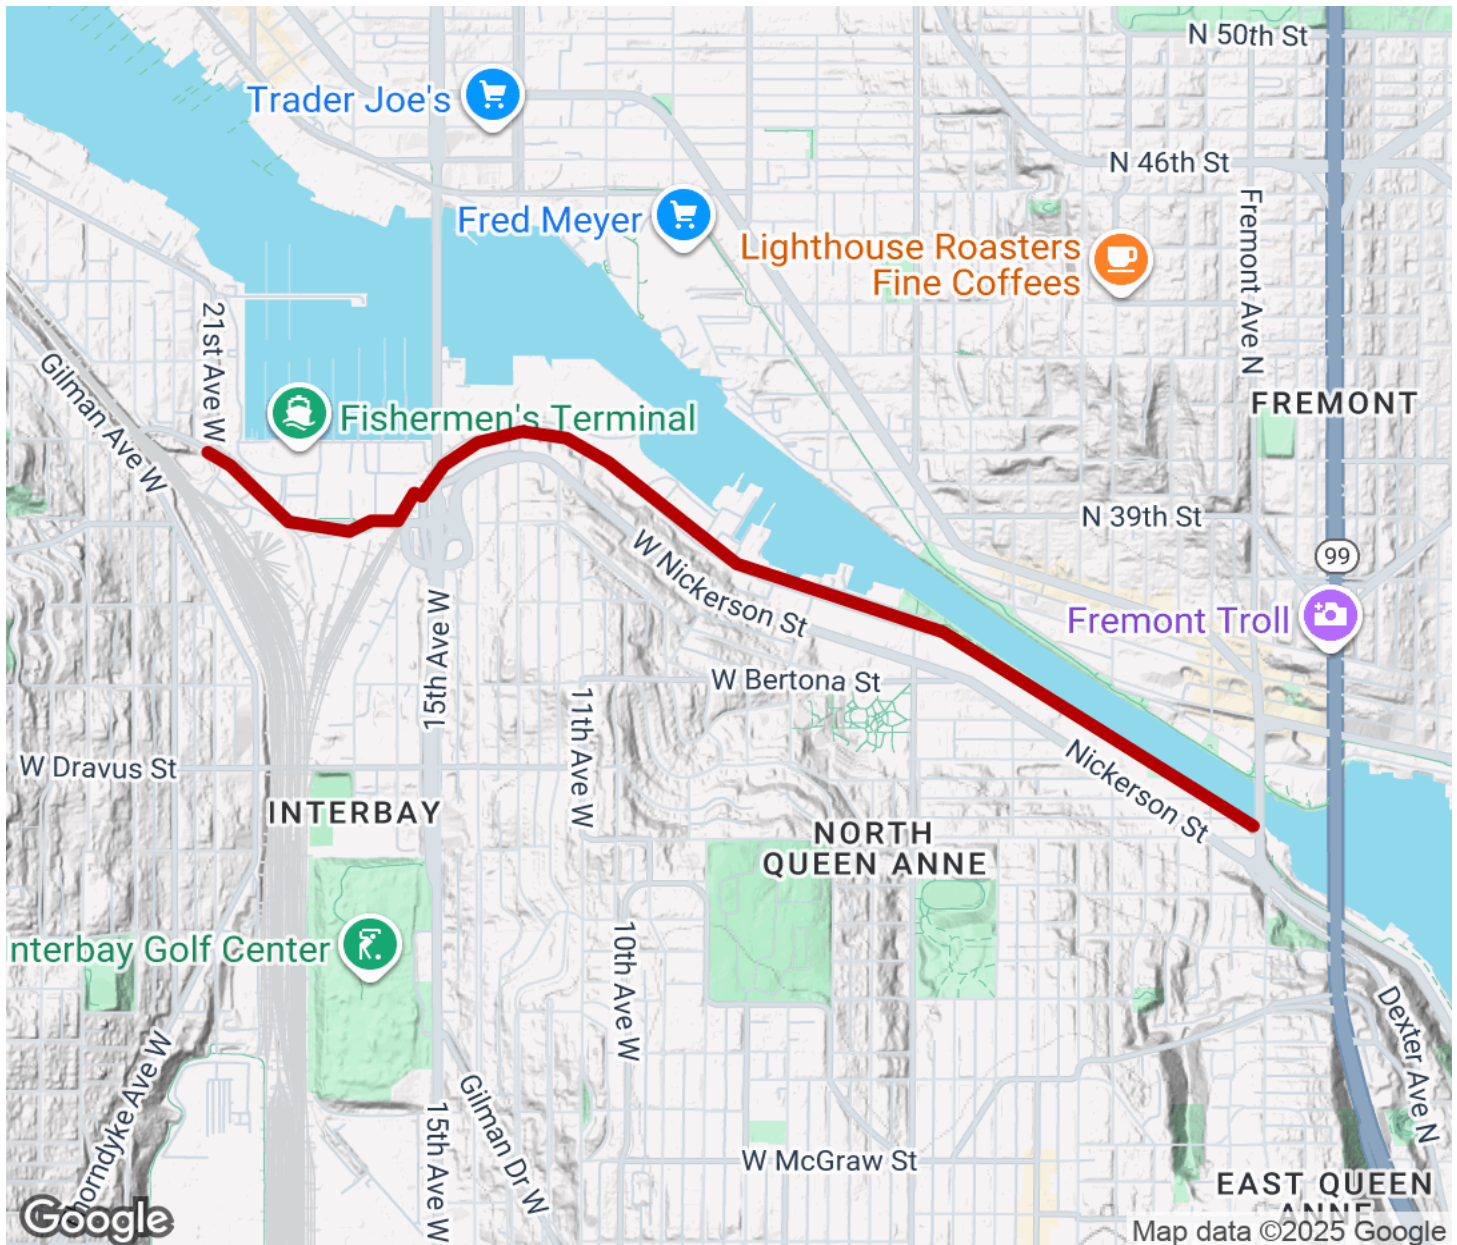 N 50th St
Trader Joe's
N 46th St
Fred Meyer
Fremont Ave N
Lighthouse Roasters
Fine Coffees
21st Ave W
Gilman Ave W
FREMONT
Fishermen's Terminal
N 39th St
99
W Nickerson St
15th Ave W
Fremont Troll
W Bertona St
11th Ave W
W Dravus St
Nickerson St
INTERBAY
NORTH
QUEEN ANNE
nterbay Golf Center
10th Ave W
Dexter Ave N
horndyke Ave W
Gilman Dr W
15th Ave W
W McGraw St
EAST QUEEN
ANNE
Google
Map data ©2025 Google